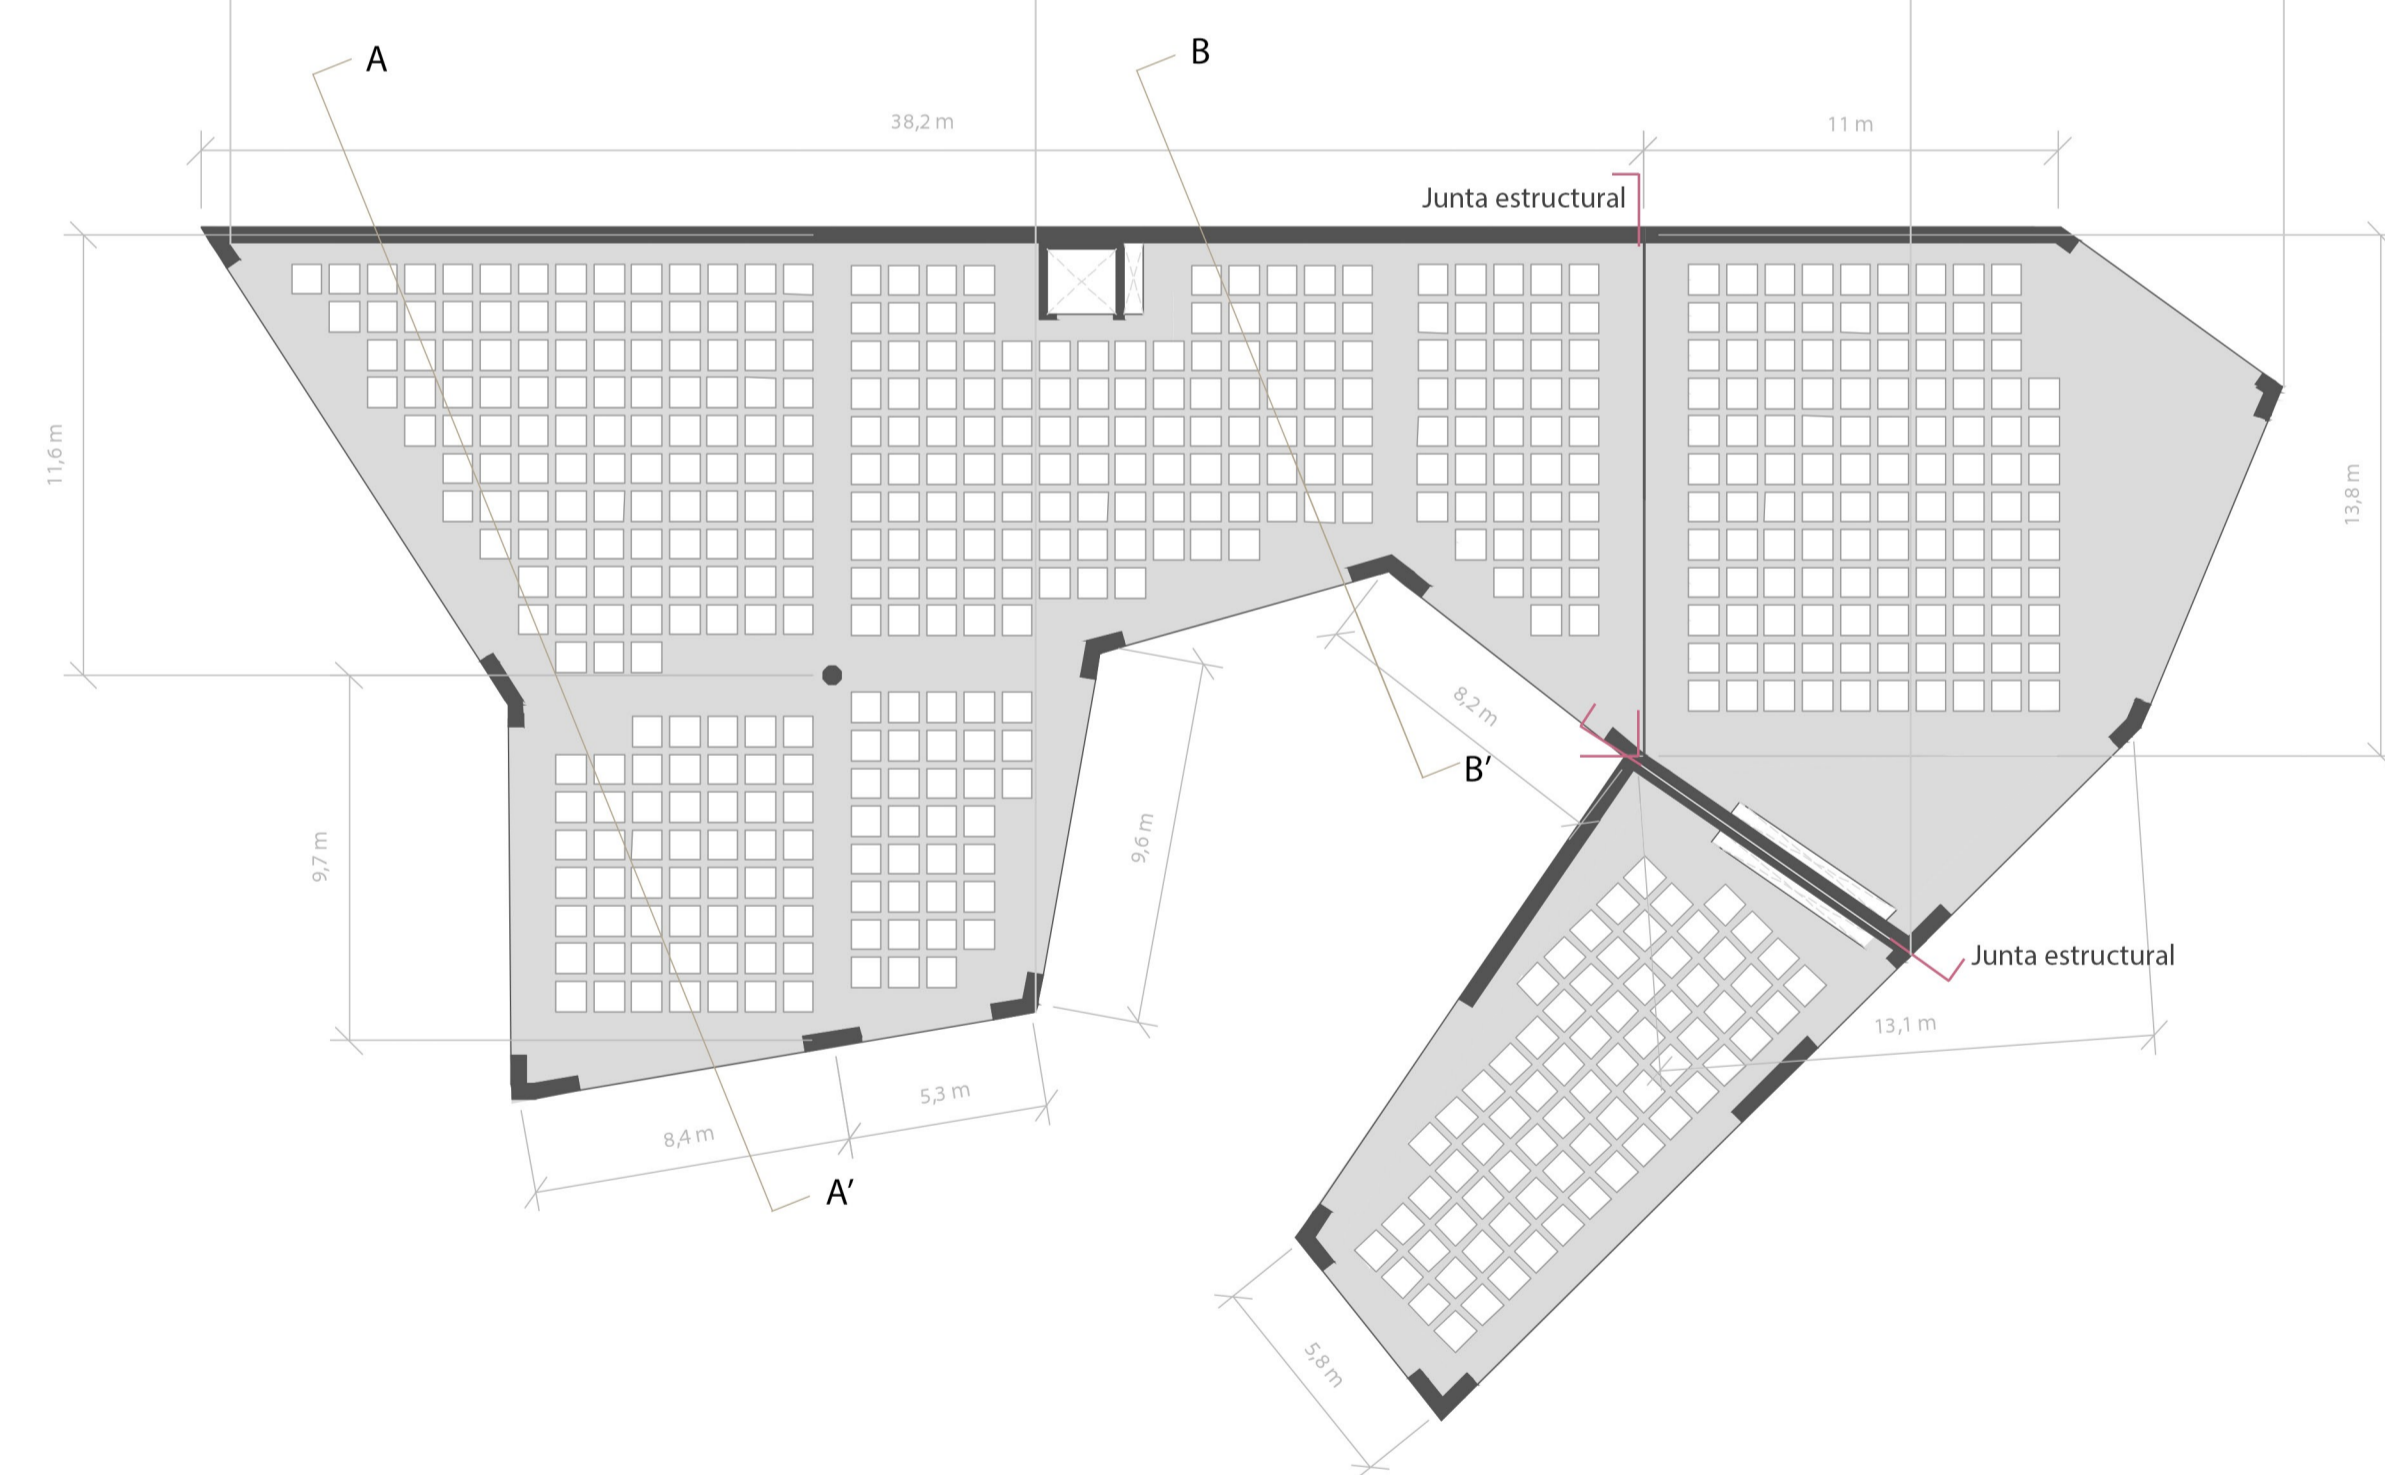 A
B
38,2 m
11 m
Junta estructural
11,6 m
13,8 m
8,2 m
B’
9,7 m
9,6 m
Junta estructural
13,1 m
5,3 m
8,4 m
A’
5,8 m